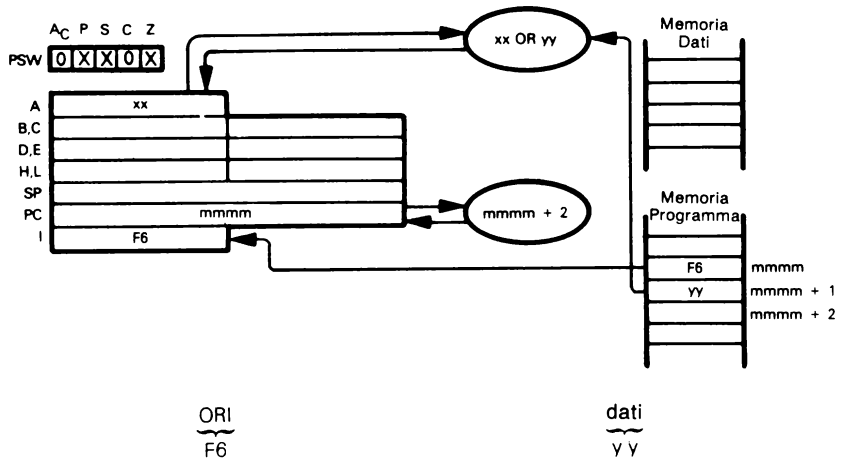 AC P S C Z
PSW 0 X X 0 X
xx OR yy
Memoria
Dati
A xx
B,C
D,E
H,L
SP
PC mmmm
I F6
mmmm + 2
Memoria
Programma
F6 mmmm
yy mmmm + 1
mmmm + 2
ORI dati
F6 y y